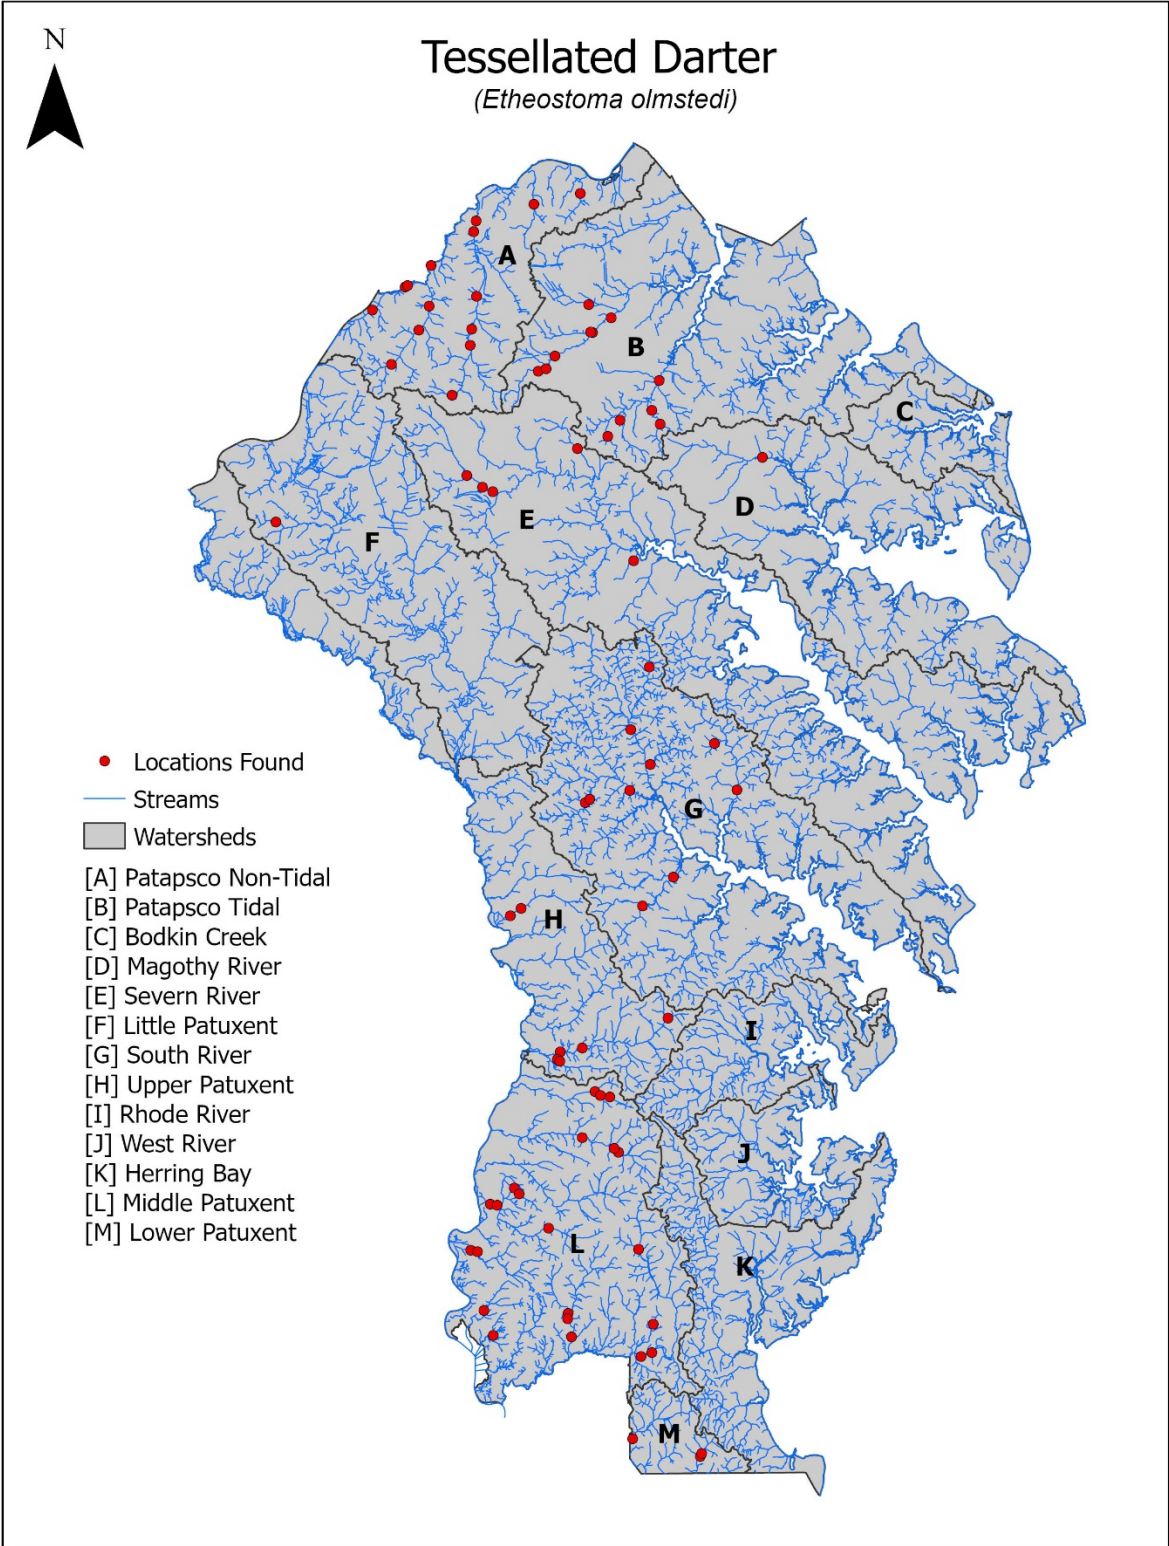 N
Tessellated Darter
(Etheostoma olmstedi)
A
B
C
D
E
F
G
H
I
J
K
L
M
Locations Found
Streams
Watersheds
[A] Patapsco Non-Tidal
[B] Patapsco Tidal
[C] Bodkin Creek
[D] Magothy River
[E] Severn River
[F] Little Patuxent
[G] South River
[H] Upper Patuxent
[I] Rhode River
[J] West River
[K] Herring Bay
[L] Middle Patuxent
[M] Lower Patuxent